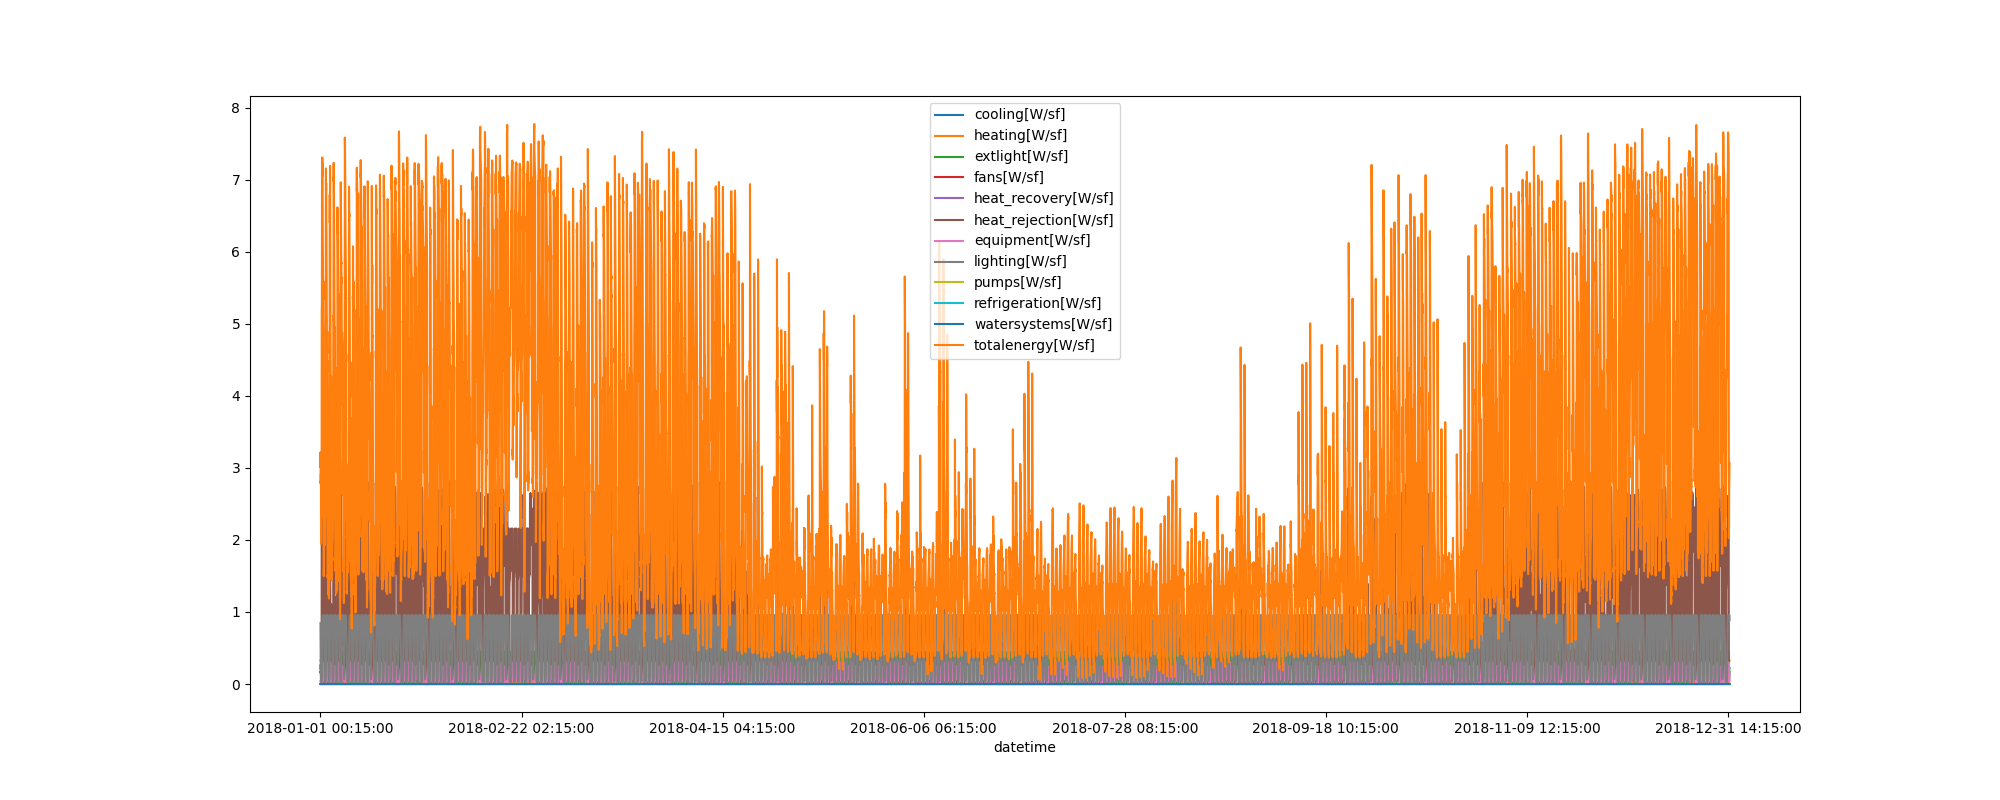 8
7
6
5
4
3
2
1
0
cooling[W/sf]
heating[W/sf]
extlight[W/sf]
fans[W/sf]
heat_recovery[W/sf]
heat_rejection[W/sf]
equipment[W/sf]
lighting[W/sf]
pumps[W/sf]
refrigeration[W/sf]
watersystems[W/sf]
totalenergy[W/sf]
2018-01-01 00:15:00 2018-02-22 02:15:00 2018-04-15 04:15:00 2018-06-06 06:15:00 2018-07-28 08:15:00 2018-09-18 10:15:00 2018-11-09 12:15:00 2018-12-31 14:15:00
datetime